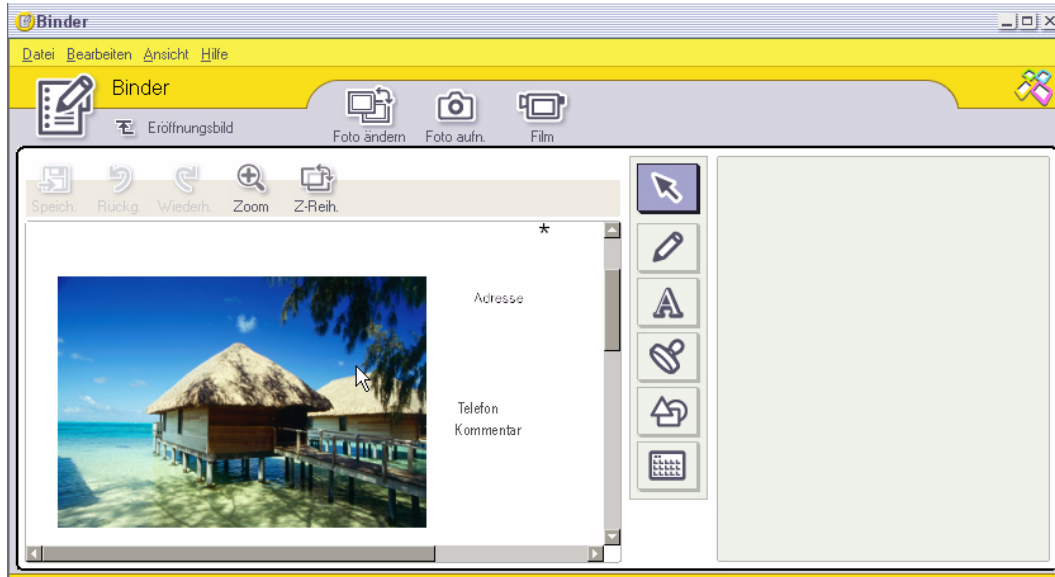 Binder
Datei Bearbeiten Ansicht Hilfe
Binder
Eröffnungsbild
Foto ändern Foto aufn. Film
Speich. Rückg. Wiederh. Zoom Z-Reih.
*
Adresse
Telefon
Kommentar